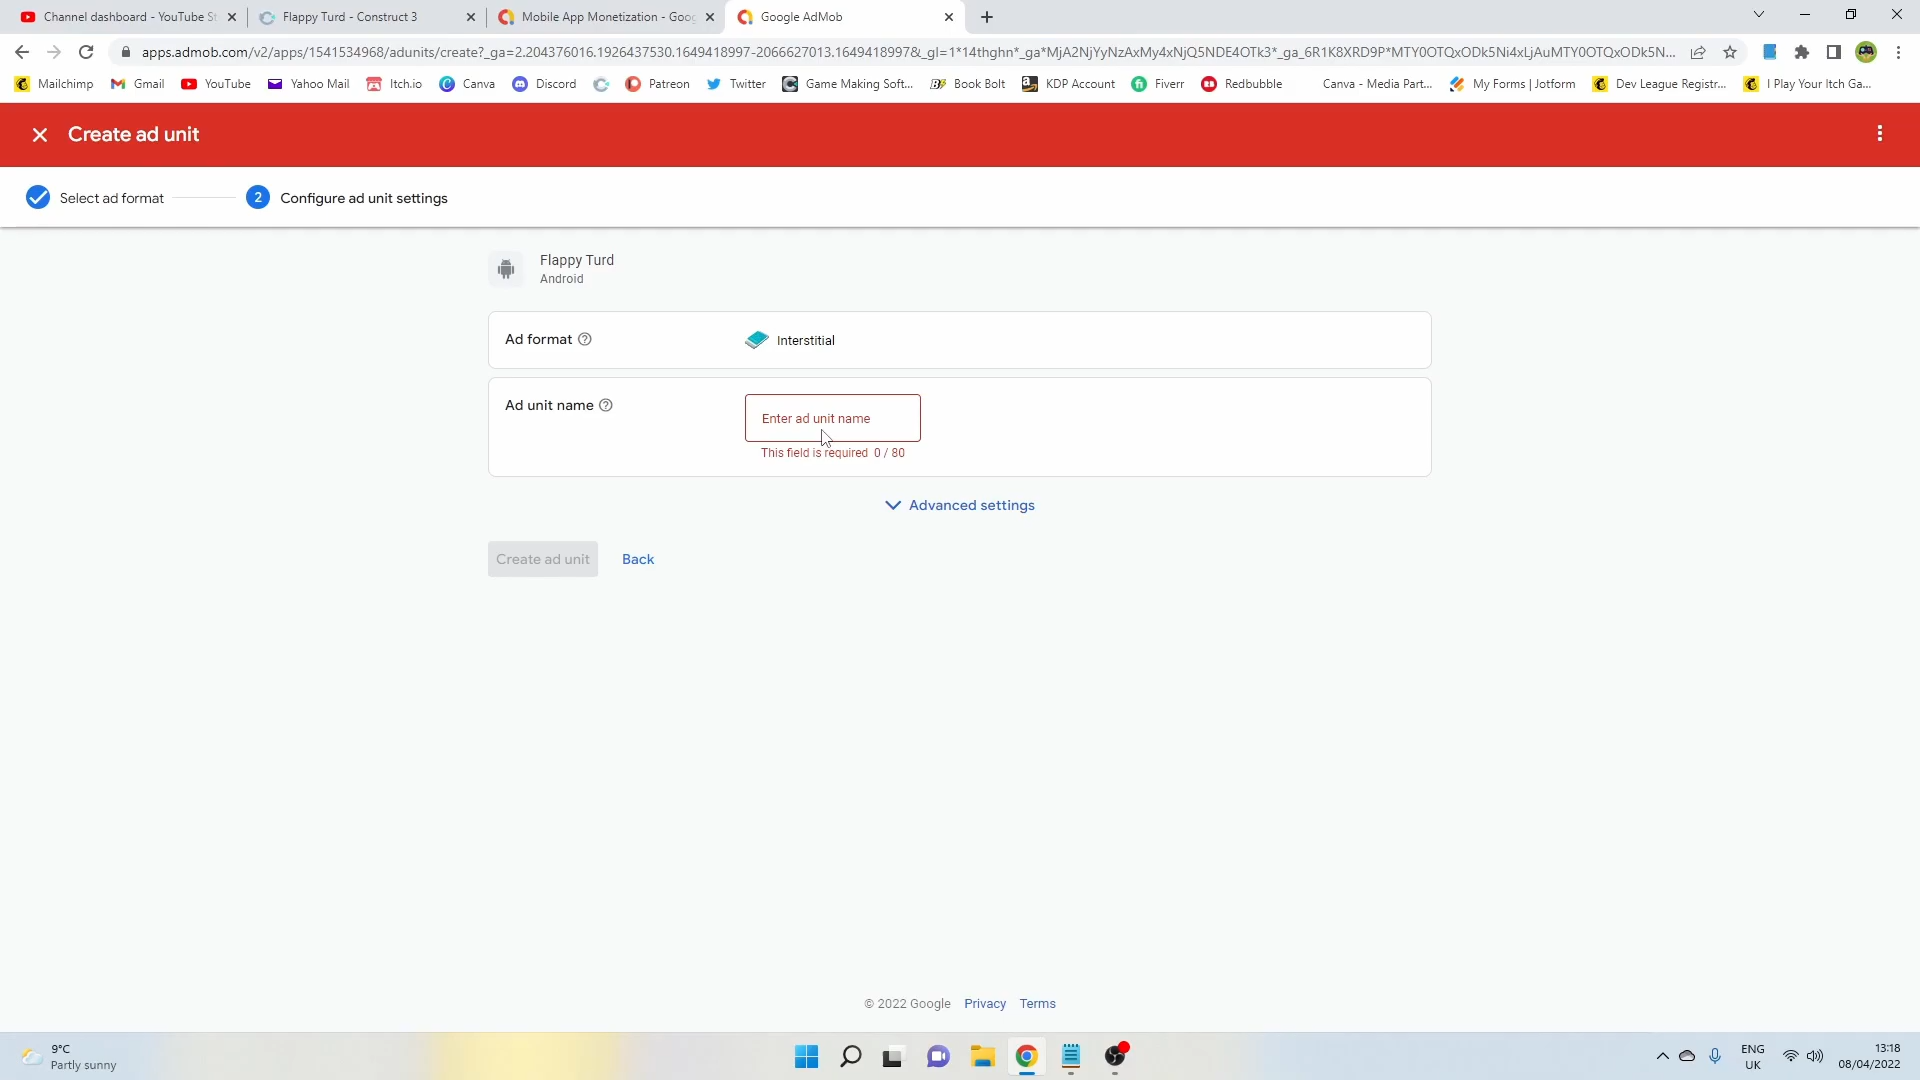 Channel dashboard - YouTube St
Flappy Turd - Construct 3
Mobile App Monetization - Goog
Google AdMob
apps.admob.com/v2/apps/1541534968/adunits/create?_ga=2.204376016.1926437530.1649418997-2066627013.1649418997&_gl=1*14thghn*_ga*MjA2NjYyNzAxMy4xNjQ5NDE4OTk3*_ga_6R1K8XRD9P*MTY0OTQxODk5Ni4xLjAuMTY0OTQxODk5N...
Mailchimp
Gmail
YouTube
Yahoo Mail
Itch.io
Canva
Discord
Patreon
Twitter
Game Making Soft...
Book Bolt
KDP Account
Fiverr
Redbubble
Canva - Media Part...
My Forms | Jotform
Dev League Registr...
I Play Your Itch Ga...
Create ad unit
Select ad format
2 Configure ad unit settings
Flappy Turd
Android
Ad format
Interstitial
Ad unit name
Enter ad unit name
This field is required 0 / 80
Advanced settings
Create ad unit
Back
© 2022 Google Privacy Terms
9°C
Partly sunny
ENG
UK
13:18
08/04/2022